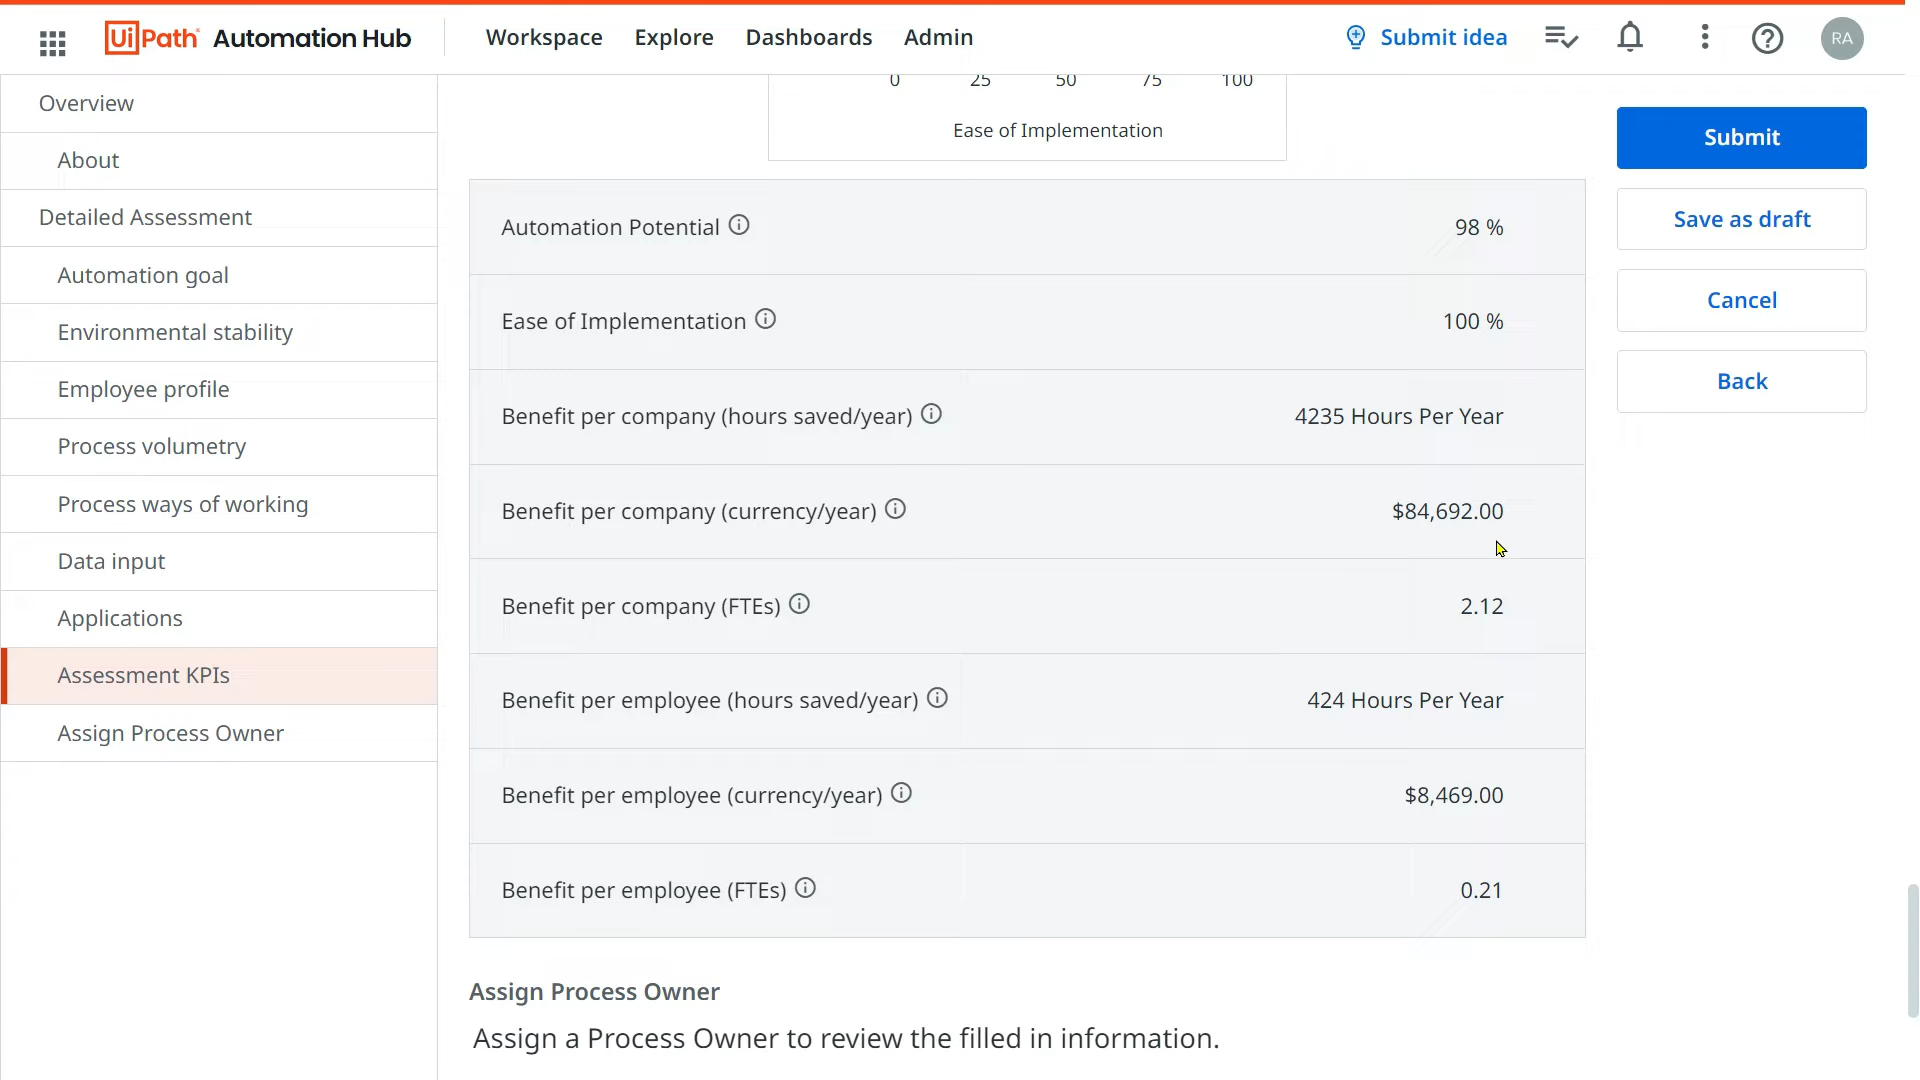 UiPath Automation Hub
Workspace Explore Dashboards Admin
Submit idea
RA
Overview
About
Detailed Assessment
Automation goal
Environmental stability
Employee profile
Process volumetry
Process ways of working
Data input
Applications
Assessment KPIs
Assign Process Owner
0 25 50 75 100
Ease of Implementation
Automation Potential 98 %
Ease of Implementation 100 %
Benefit per company (hours saved/year) 4235 Hours Per Year
Benefit per company (currency/year) $84,692.00
Benefit per company (FTEs) 2.12
Benefit per employee (hours saved/year) 424 Hours Per Year
Benefit per employee (currency/year) $8,469.00
Benefit per employee (FTEs) 0.21
Assign Process Owner
Assign a Process Owner to review the filled in information.
Submit
Save as draft
Cancel
Back